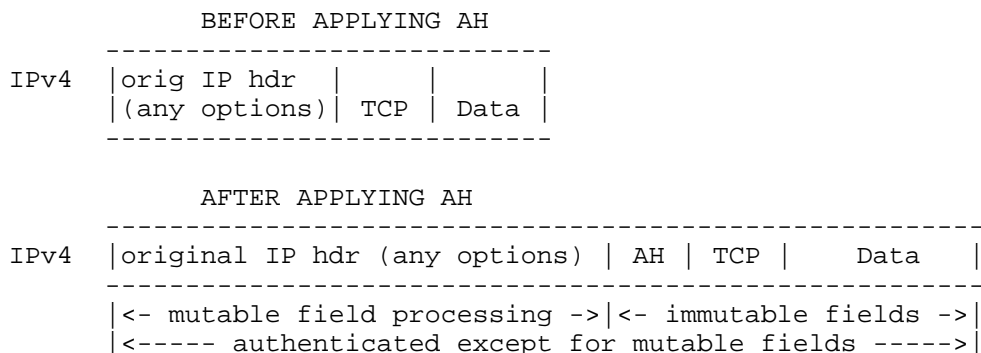 BEFORE APPLYING AH
----------------------------
IPv4 |orig IP hdr | | |
|(any options)| TCP | Data |
----------------------------
AFTER APPLYING AH
-------------------------------------------------------
IPv4 |original IP hdr (any options) | AH | TCP | Data |
-------------------------------------------------------
|<- mutable field processing ->|<- immutable fields ->|
|<----- authenticated except for mutable fields ----->|